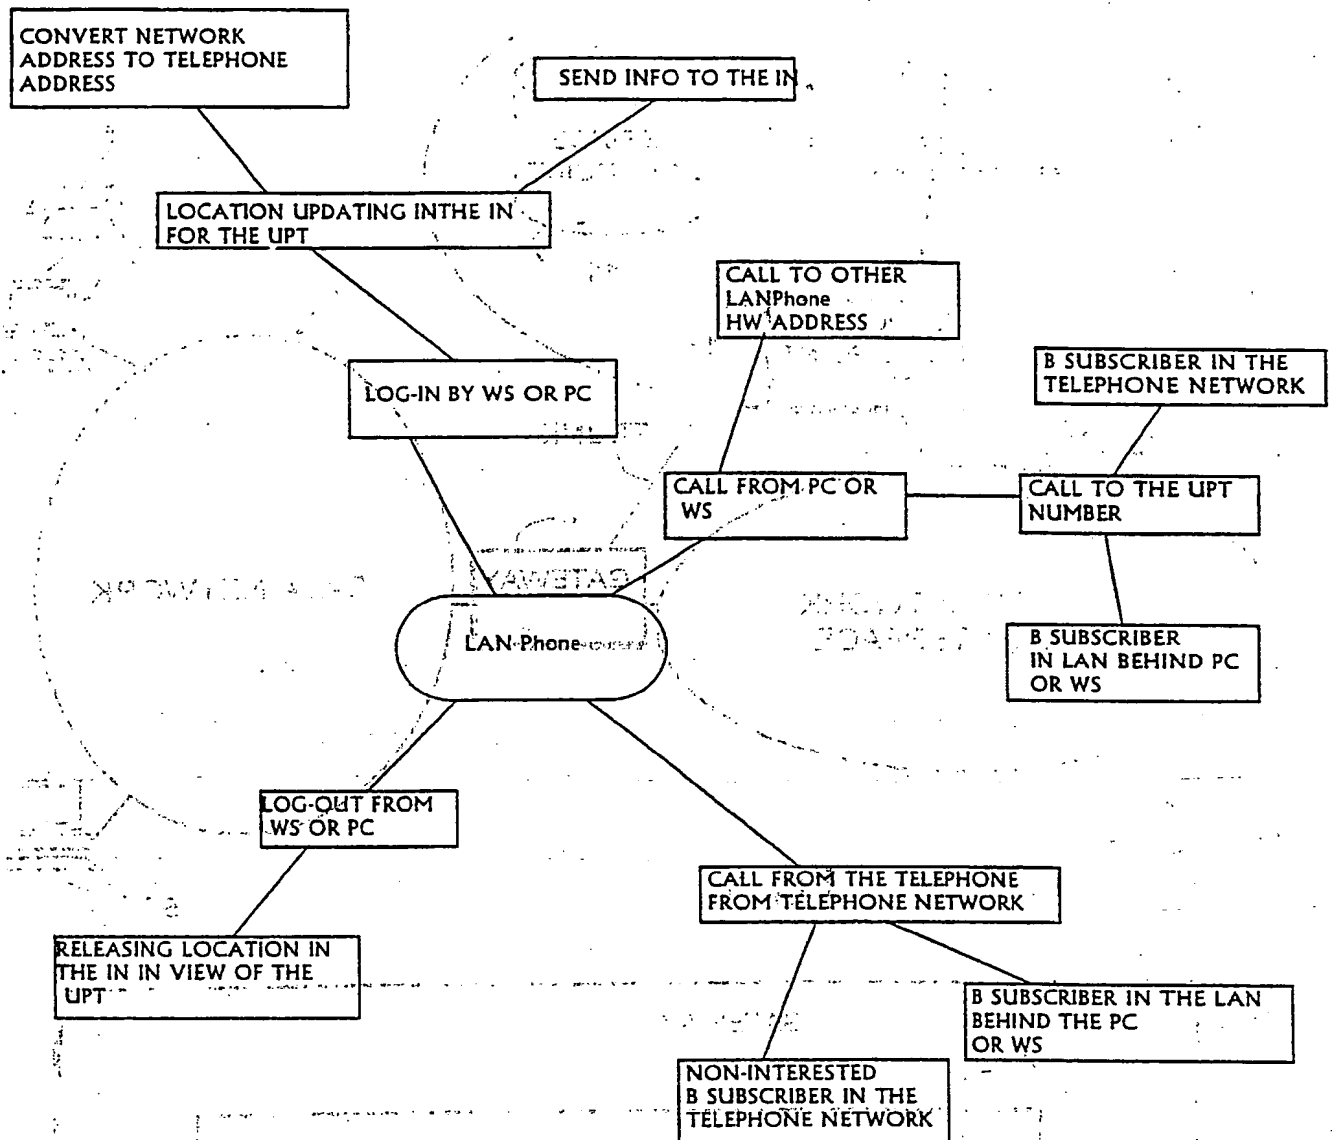 CONVERT NETWORK
ADDRESS TO TELEPHONE
ADDRESS
SEND INFO TO THE IN
LOCATION UPDATING INTHE IN
FOR THE UPT
CALL TO OTHER
LANPhone
HW ADDRESS
B SUBSCRIBER IN THE
TELEPHONE NETWORK
LOG-IN BY WS OR PC
CALL FROM PC OR
WS
CALL TO THE UPT
NUMBER
GATEWAY
LAN-Phone
B SUBSCRIBER
IN LAN BEHIND PC
OR WS
LOG-OUT FROM
WS OR PC
CALL FROM THE TELEPHONE
FROM TELEPHONE NETWORK
RELEASING LOCATION IN
THE IN IN VIEW OF THE
UPT
B SUBSCRIBER IN THE LAN
BEHIND THE PC
OR WS
NON-INTERESTED
B SUBSCRIBER IN THE
TELEPHONE NETWORK